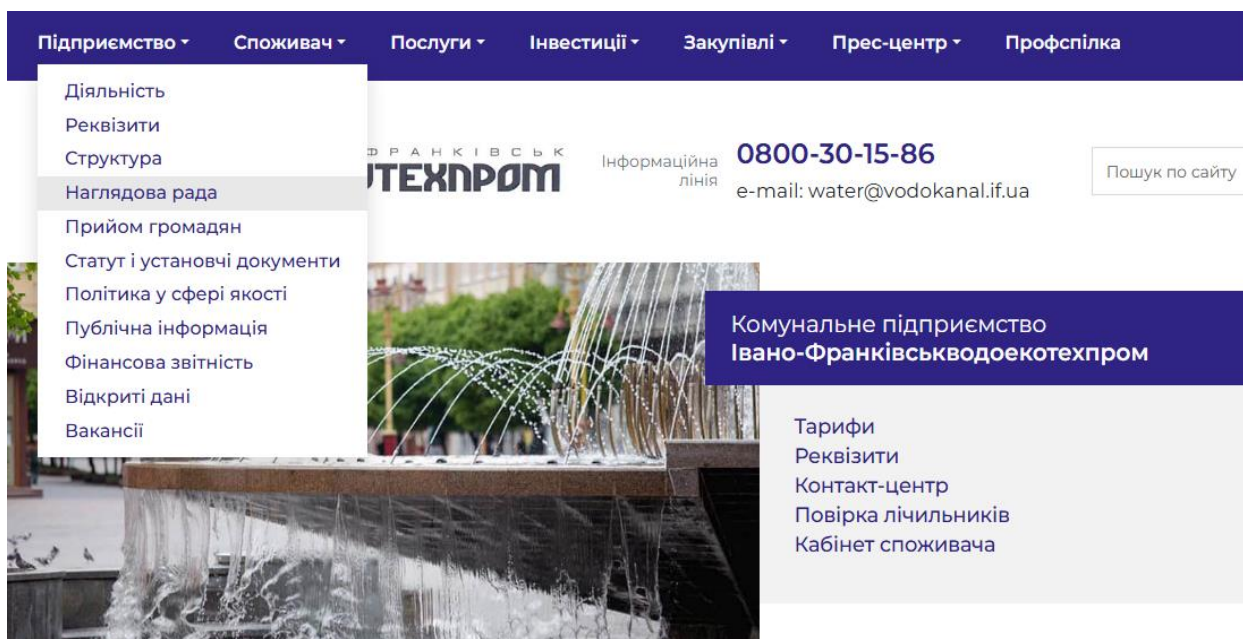 Підприємство Споживач Послуги Інвестиції Закупівлі Прес-центр Профспілка
Діяльність
Реквізити
Структура
Наглядова рада
Прийом громадян
Статут і установчі документи
Політика у сфері якості
Публічна інформація
Фінансова звітність
Відкриті дані
Вакансії
Інформаційна
лінія
0800-30-15-86
e-mail: water@vodokanal.if.ua
Пошук по сайту
Комунальне підприємство
Івано-Франківськводоекотехпром
Тарифи
Реквізити
Контакт-центр
Повірка лічильників
Кабінет споживача